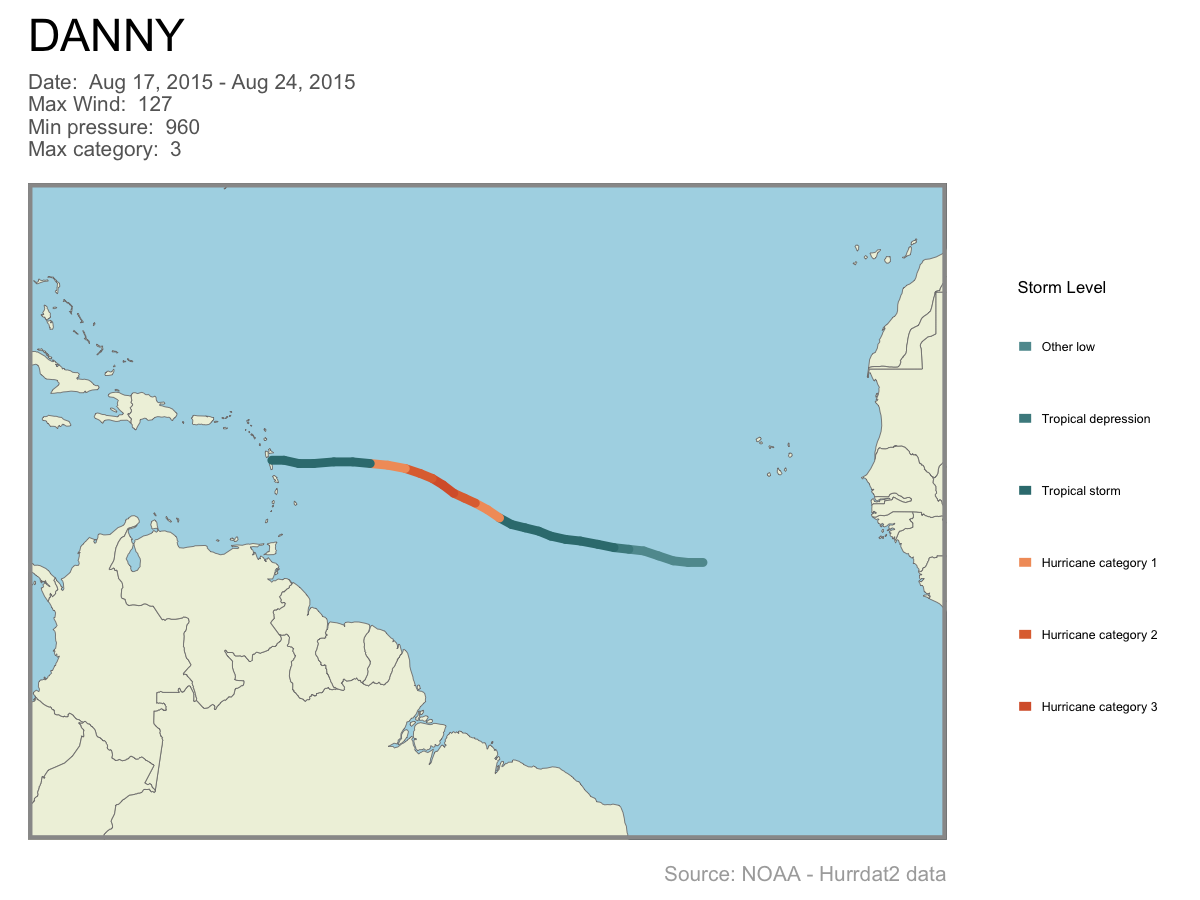 DANNY
Date:  Aug 17, 2015 - Aug 24, 2015
Max Wind:  127
Min pressure:  960
Max category:  3
Storm Level
Other low
Tropical depression
Tropical storm
Hurricane category 1
Hurricane category 2
Hurricane category 3
Source: NOAA - Hurrdat2 data